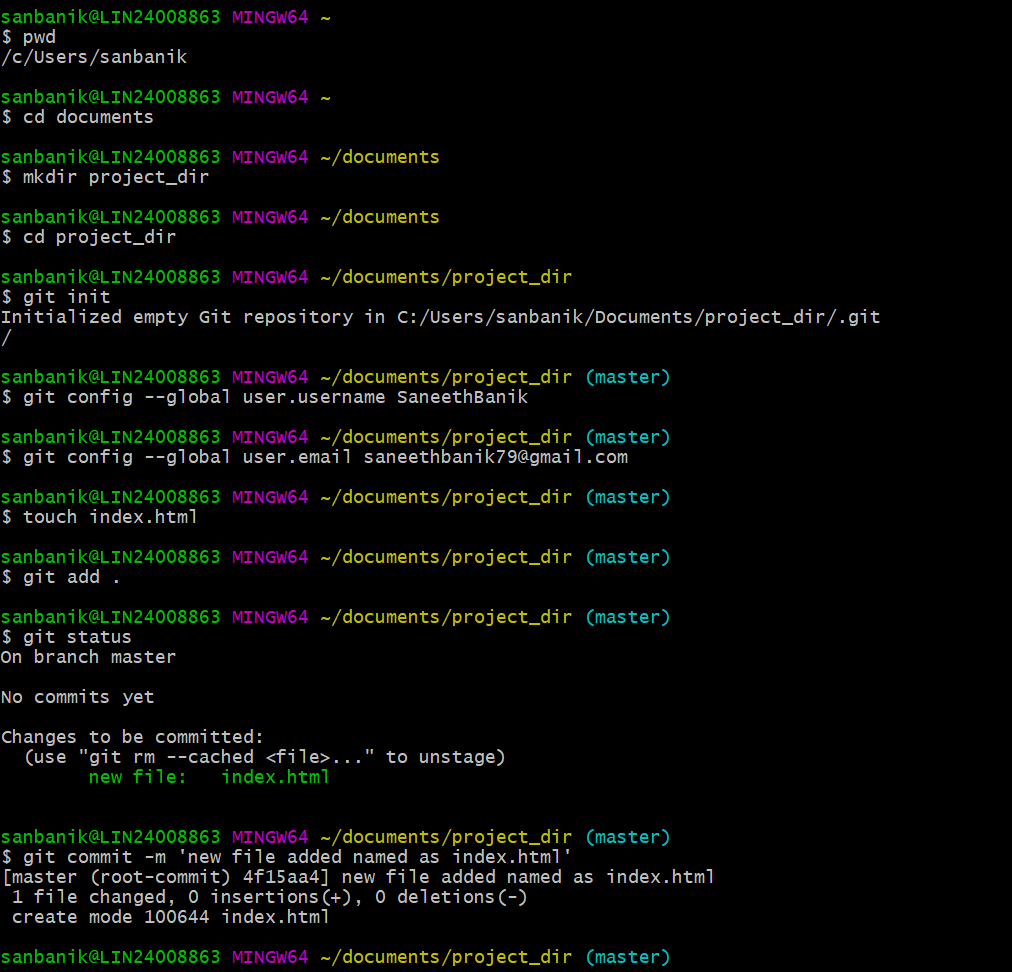 sanbanik@LIN24008863 MINGW64 ~
$ pwd
/c/Users/sanbanik
sanbanik@LIN24008863 MINGW64 ~
$ cd documents
sanbanik@LIN24008863 MINGW64 ~/documents
$ mkdir project_dir
sanbanik@LIN24008863 MINGW64 ~/documents
$ cd project_dir
sanbanik@LIN24008863 MINGW64 ~/documents/project_dir
$ git init
Initialized empty Git repository in C:/Users/sanbanik/Documents/project_dir/.git
/
sanbanik@LIN24008863 MINGW64 ~/documents/project_dir (master)
$ git config --global user.username SaneethBanik
sanbanik@LIN24008863 MINGW64 ~/documents/project_dir (master)
$ git config --global user.email saneethbanik79@gmail.com
sanbanik@LIN24008863 MINGW64 ~/documents/project_dir (master)
$ touch index.html
sanbanik@LIN24008863 MINGW64 ~/documents/project_dir (master)
$ git add .
sanbanik@LIN24008863 MINGW64 ~/documents/project_dir (master)
$ git status
On branch master
No commits yet
Changes to be committed:
  (use "git rm --cached <file>..." to unstage)
        new file:   index.html
sanbanik@LIN24008863 MINGW64 ~/documents/project_dir (master)
$ git commit -m 'new file added named as index.html'
[master (root-commit) 4f15aa4] new file added named as index.html
 1 file changed, 0 insertions(+), 0 deletions(-)
 create mode 100644 index.html
sanbanik@LIN24008863 MINGW64 ~/documents/project_dir (master)